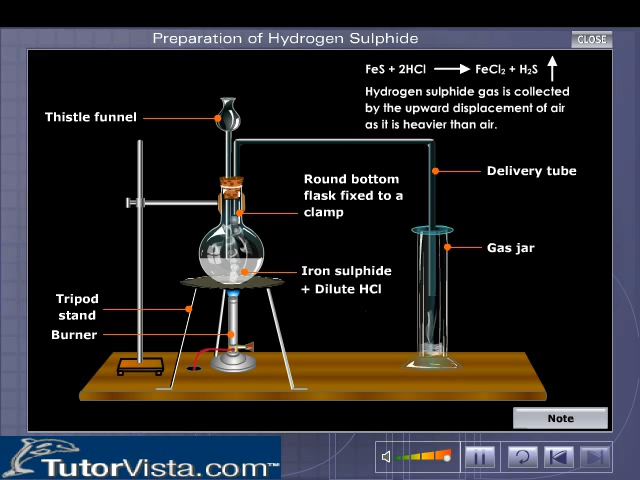 Preparation of Hydrogen Sulphide
CLOSE
FeS + 2HCl ⟶ FeCl₂ + H₂S ↑
Hydrogen sulphide gas is collected
by the upward displacement of air
as it is heavier than air.
Thistle funnel
Round bottom
flask fixed to a
clamp
Delivery tube
Gas jar
Iron sulphide
+ Dilute HCl
Tripod
stand
Burner
Note
TutorVista.com™